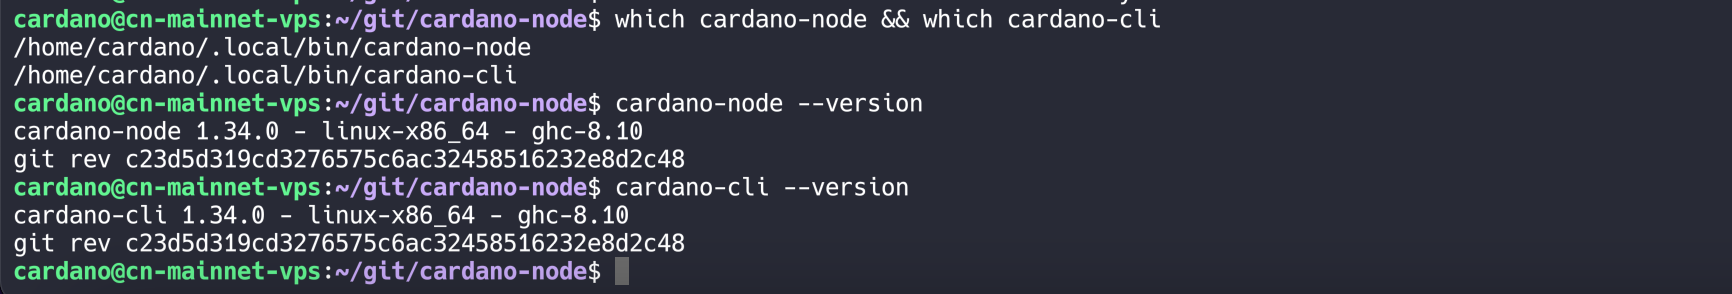 cardano@cn-mainnet-vps:~/git/cardano-node$ which cardano-node && which cardano-cli
/home/cardano/.local/bin/cardano-node
/home/cardano/.local/bin/cardano-cli
cardano@cn-mainnet-vps:~/git/cardano-node$ cardano-node --version
cardano-node 1.34.0 - linux-x86_64 - ghc-8.10
git rev c23d5d319cd3276575c6ac32458516232e8d2c48
cardano@cn-mainnet-vps:~/git/cardano-node$ cardano-cli --version
cardano-cli 1.34.0 - linux-x86_64 - ghc-8.10
git rev c23d5d319cd3276575c6ac32458516232e8d2c48
cardano@cn-mainnet-vps:~/git/cardano-node$